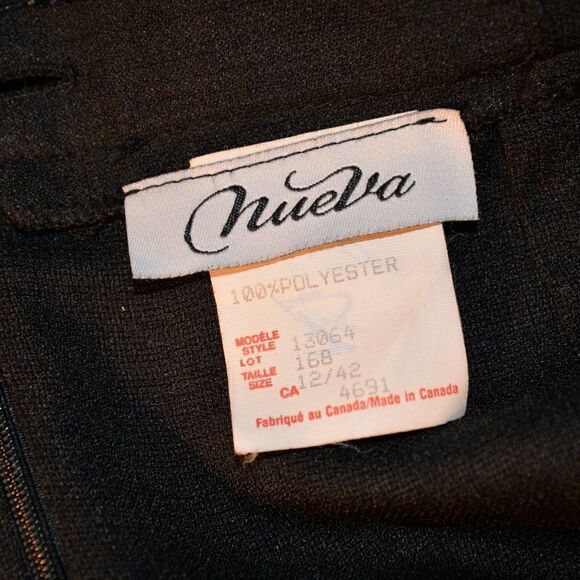 nueva
100%POLYESTER
MODÈLE
STYLE 13064
LOT 168
TAILLE
SIZE 12/42
CA 4691
Fabriqué au Canada/Made in Canada